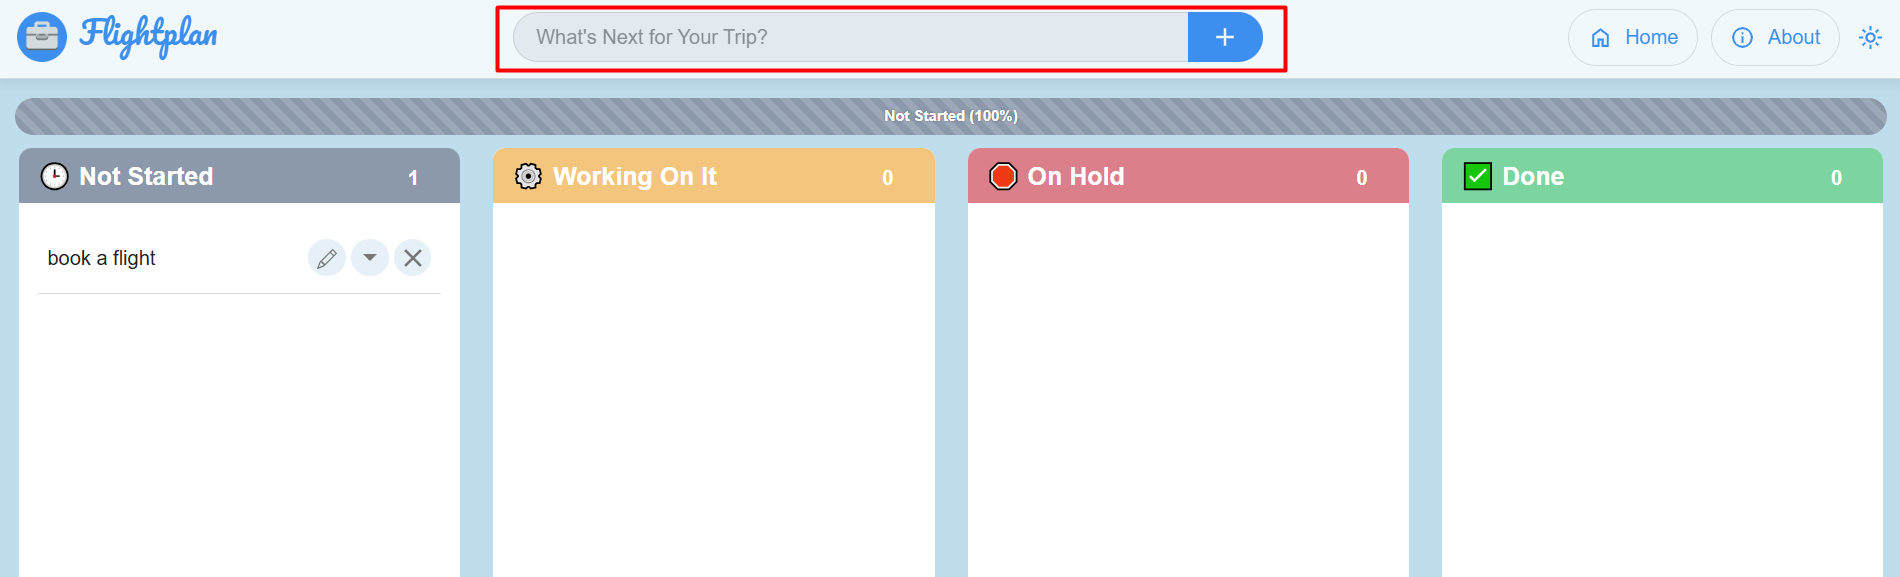 Flightplan
What's Next for Your Trip?
Home
About
Not Started (100%)
Not Started 1
Working On It 0
On Hold 0
Done 0
book a flight